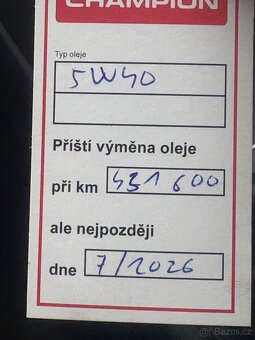 CHAMPION
Typ oleje
5W40
Příští výměna oleje
při km 431 600
ale nejpozději
dne 7/2026
© Bazos.cz